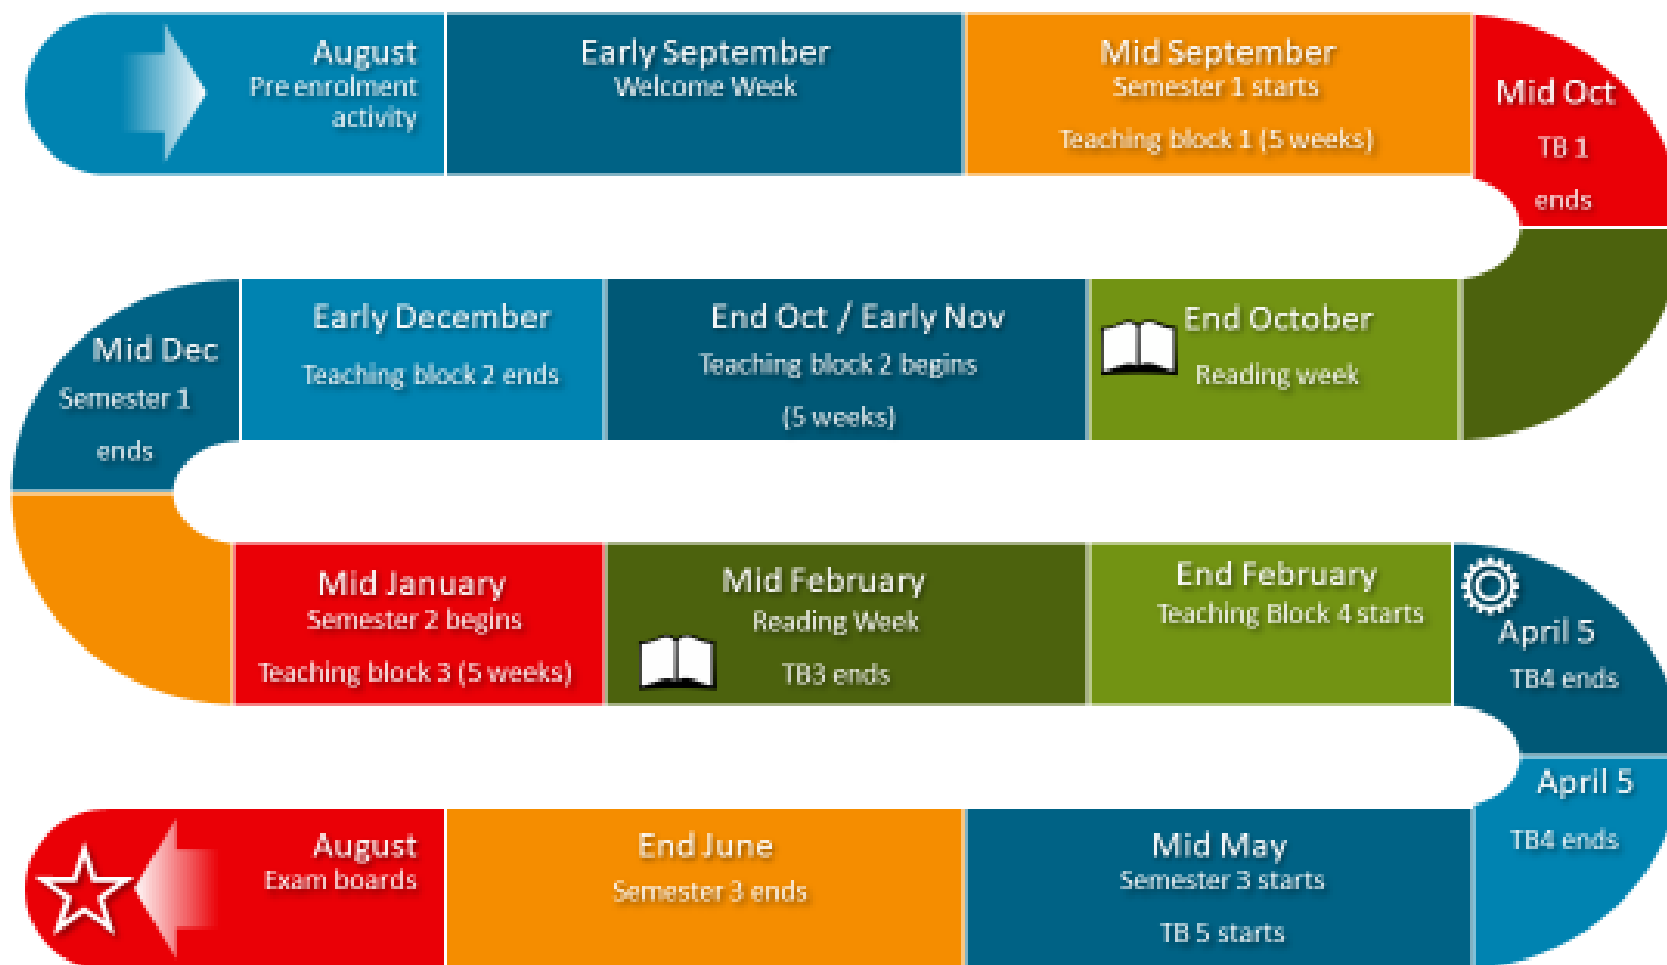 August
Pre enrolment
activity
Early September
Welcome Week
Mid September
Semester 1 starts
Teaching block 1 (5 weeks)
Mid Oct
TB 1
ends
End October
Reading week
End Oct / Early Nov
Teaching block 2 begins
(5 weeks)
Early December
Teaching block 2 ends
Mid Dec
Semester 1
ends
Mid January
Semester 2 begins
Teaching block 3 (5 weeks)
Mid February
Reading Week
TB3 ends
End February
Teaching Block 4 starts
April 5
TB4 ends
April 5
TB4 ends
Mid May
Semester 3 starts
TB 5 starts
End June
Semester 3 ends
August
Exam boards